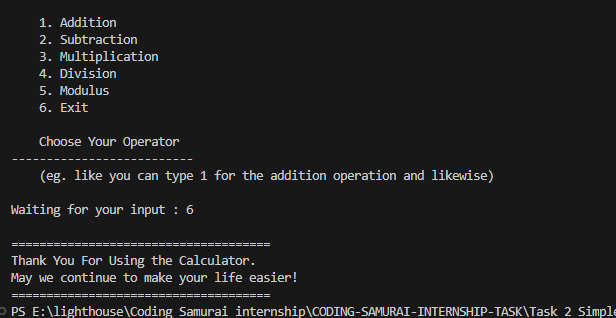 1. Addition
2. Subtraction
3. Multiplication
4. Division
5. Modulus
6. Exit
Choose Your Operator
--------------------------
(eg. like you can type 1 for the addition operation and likewise)
Waiting for your input : 6
=====================================
Thank You For Using the Calculator.
May we continue to make your life easier!
=====================================
PS E:\lighthouse\Coding Samurai internship\CODING-SAMURAI-INTERNSHIP-TASK\Task 2 Simple